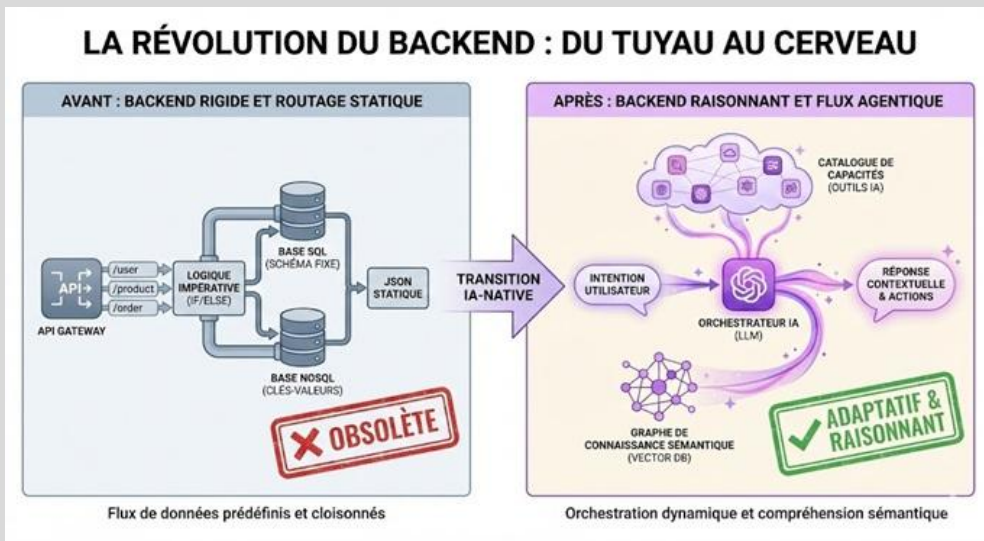 LA RÉVOLUTION DU BACKEND : DU TUYAU AU CERVEAU
AVANT : BACKEND RIGIDE ET ROUTAGE STATIQUE
API
API GATEWAY
/user
/product
/order
LOGIQUE
IMPÉRATIVE
(IF/ELSE)
BASE SQL
(SCHÉMA FIXE)
BASE NOSQL
(CLÉS-VALEURS)
JSON
STATIQUE
OBSOLÈTE
Flux de données prédéfinis et cloisonnés
TRANSITION
IA-NATIVE
APRÈS : BACKEND RAISONNANT ET FLUX AGENTIQUE
CATALOGUE DE
CAPACITÉS
(OUTILS IA)
INTENTION
UTILISATEUR
ORCHESTRATEUR IA
(LLM)
RÉPONSE
CONTEXTUELLE
& ACTIONS
GRAPHE DE
CONNAISSANCE SÉMANTIQUE
(VECTOR DB)
ADAPTATIF &
RAISONNANT
Orchestration dynamique et compréhension sémantique